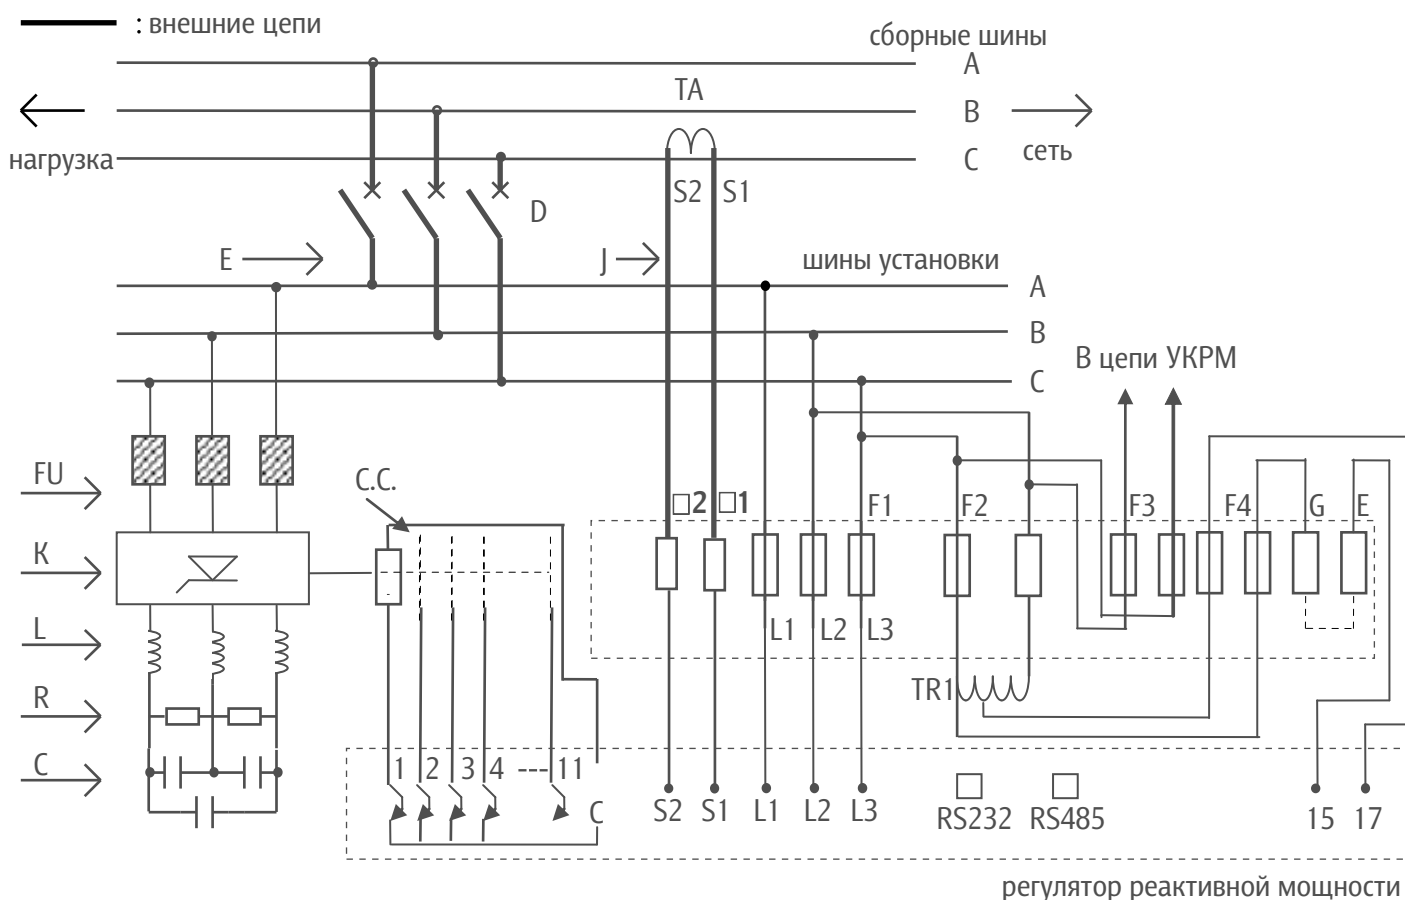 : внешние цепи
сборные шины
A
TA
B
нагрузка
C
сеть
S2 S1
D
E
J
шины установки
A
B
В цепи УКРМ
C
FU
C.C.
□2 □1
F1
F2
F3
F4
G
E
K
L
L1 L2 L3
R
TR1
C
1 2 3 4 ---11
C
S2 S1 L1 L2 L3
RS232 RS485
15 17
регулятор реактивной мощности